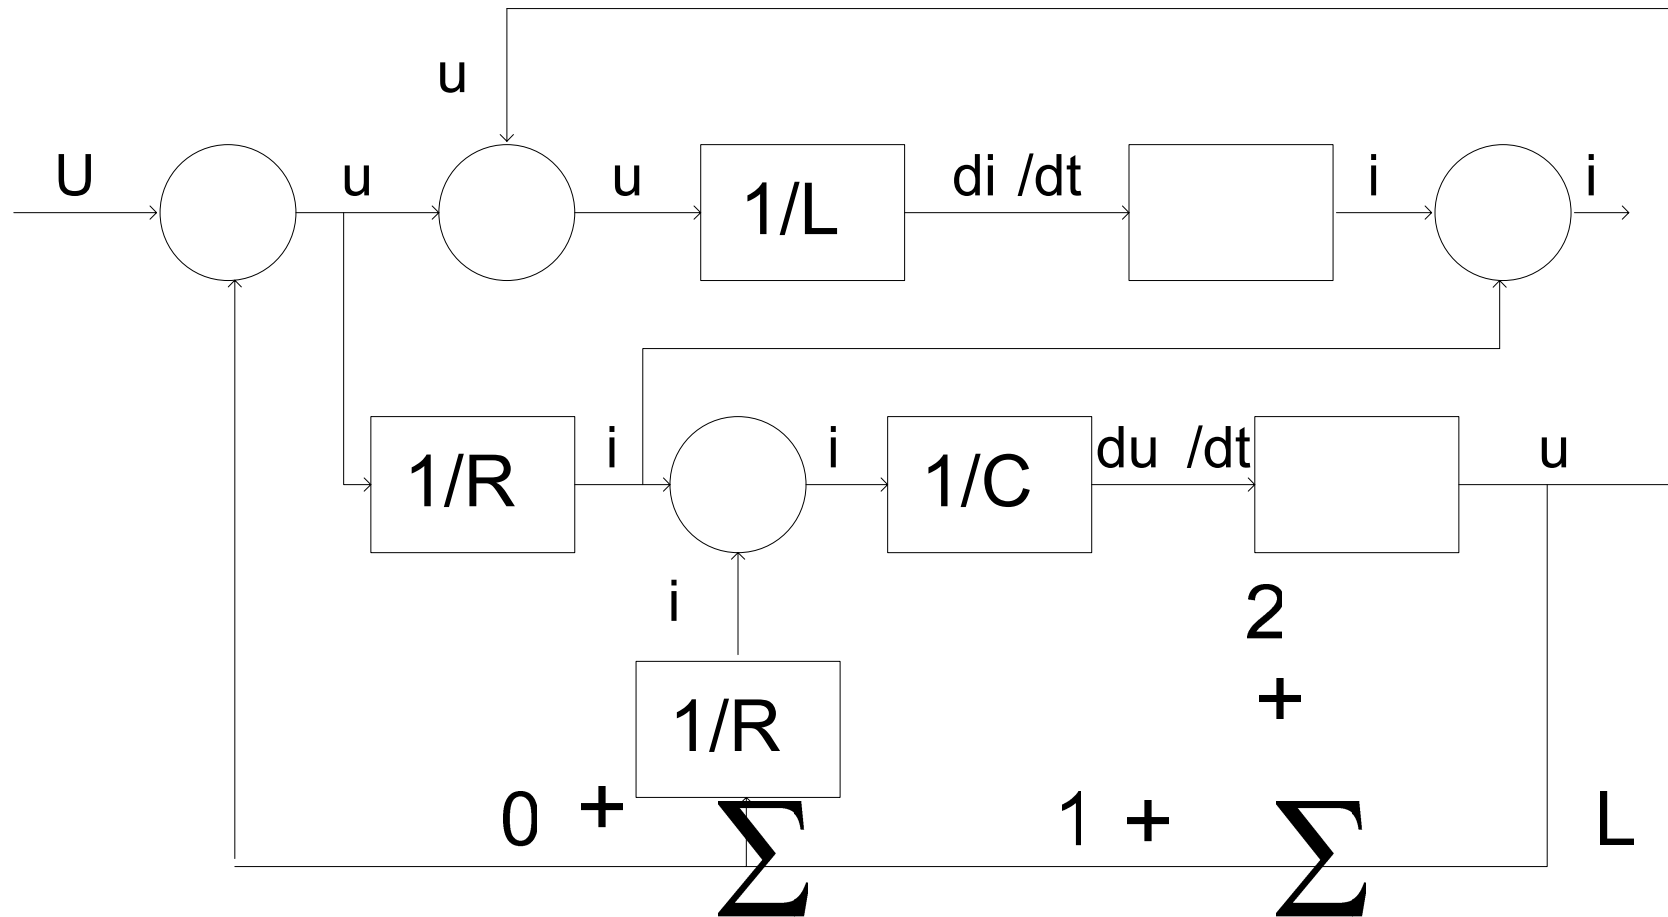 u
U u u 1/L di /dt i i
1/R i i 1/C du /dt u
i
2
+
1/R
0 + Σ 1 + Σ L